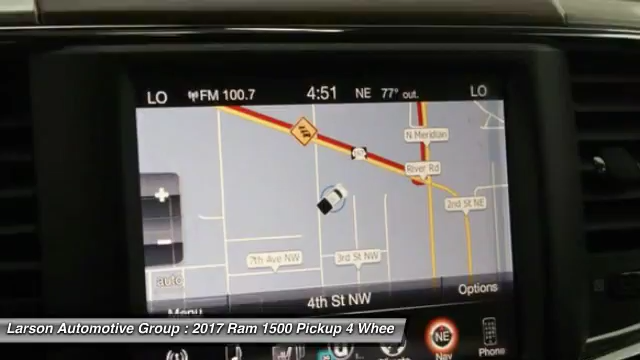 LO FM 100.7 4:51 NE 77° out. LO
N Meridian
River Rd
2nd St NE
7th Ave NW 3rd St NW
auto
Menu 4th St NW Options
Larson Automotive Group : 2017 Ram 1500 Pickup 4 Whee
Nav Phone